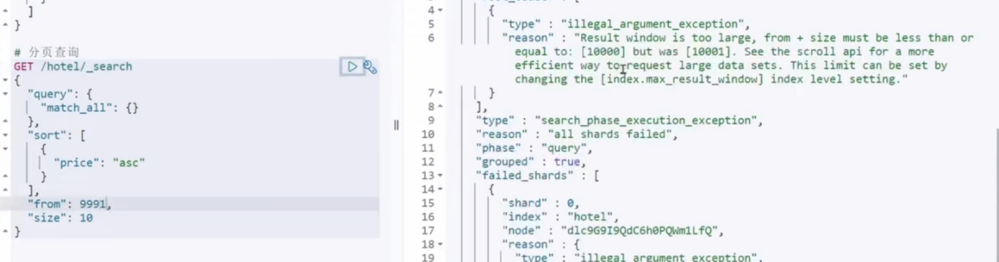 ]
}
# 分页查询
GET /hotel/_search
{
"query": {
"match_all": {}
},
"sort": [
{
"price": "asc"
}
],
"from": 9991,
"size": 10
}
4 {
5 "type" : "illegal_argument_exception",
6 "reason" : "Result window is too large, from + size must be less than or
equal to: [10000] but was [10001]. See the scroll api for a more
efficient way to request large data sets. This limit can be set by
changing the [index.max_result_window] index level setting."
7 }
8 ],
9 "type" : "search_phase_execution_exception",
10 "reason" : "all shards failed",
11 "phase" : "query",
12 "grouped" : true,
13 "failed_shards" : [
14 {
15 "shard" : 0,
16 "index" : "hotel",
17 "node" : "dlc9G9I9QdC6h0PQWm1LfQ",
18 "reason" : {
19 "type" : "illegal_argument_exception",